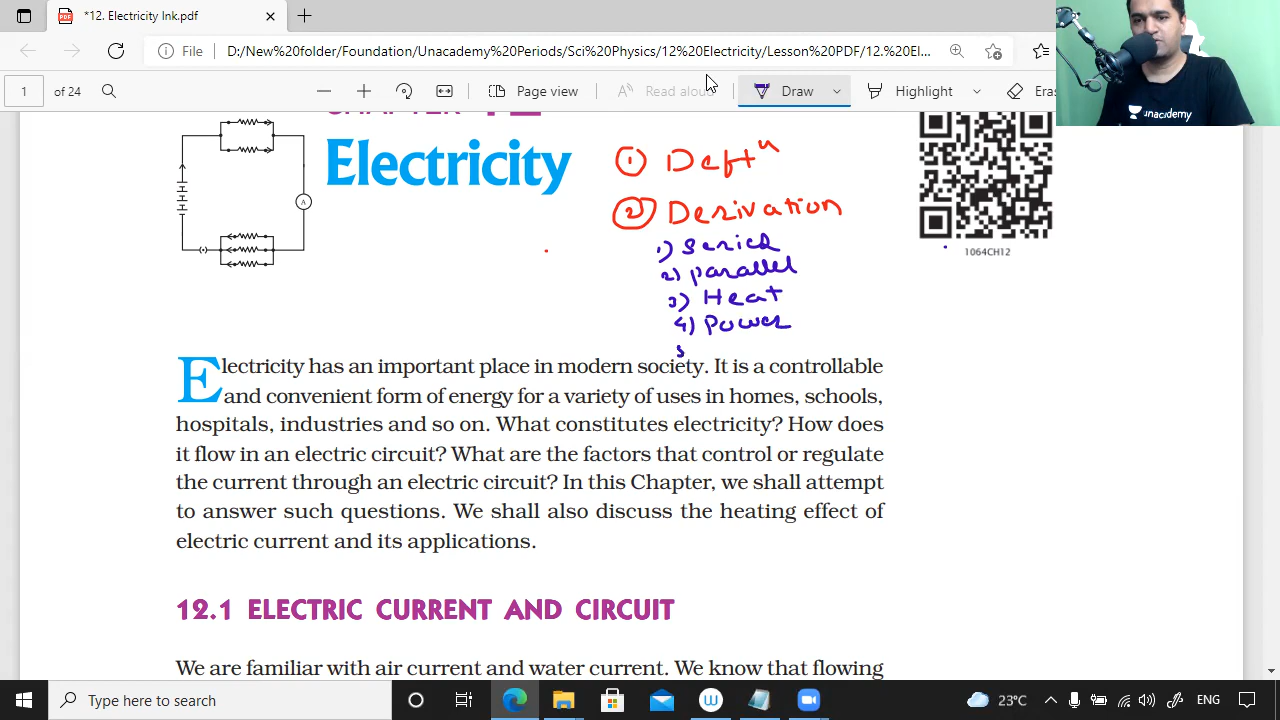 *12. Electricity Ink.pdf
File D:/New%20folder/Foundation/Unacademy%20Periods/Sci%20Physics/12%20Electricity/Lesson%20PDF/12.%20El...
1 of 24 Page view Read aloud Draw Highlight Eras
unacademy
Electricity
A
① Deftⁿ
② Derivation
1) Series
2) Parallel
3) Heat
4) Power
5
1064CH12
Electricity has an important place in modern society. It is a controllable
and convenient form of energy for a variety of uses in homes, schools,
hospitals, industries and so on. What constitutes electricity? How does
it flow in an electric circuit? What are the factors that control or regulate
the current through an electric circuit? In this Chapter, we shall attempt
to answer such questions. We shall also discuss the heating effect of
electric current and its applications.
12.1 ELECTRIC CURRENT AND CIRCUIT
We are familiar with air current and water current. We know that flowing
Type here to search
W
23°C ENG